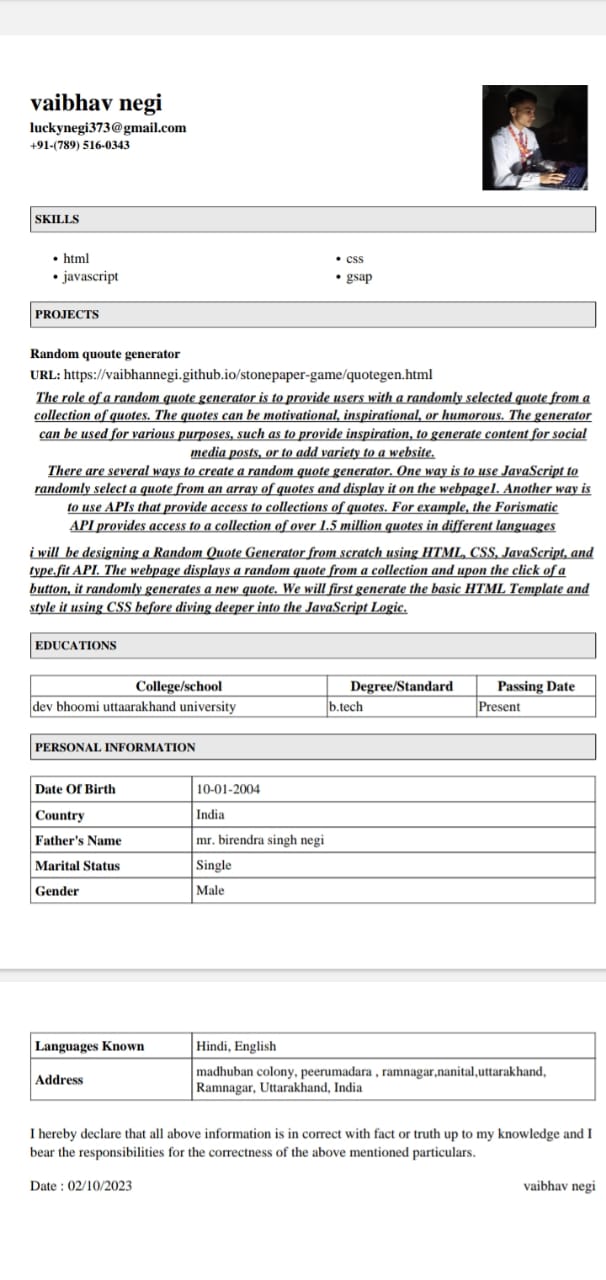 vaibhav negi
luckynegi373@gmail.com
+91-(789) 516-0343
SKILLS
• html
• css
• javascript
• gsap
PROJECTS
Random quoute generator
URL: https://vaibhannegi.github.io/stonepaper-game/quotegen.html
The role of a random quote generator is to provide users with a randomly selected quote from a
collection of quotes. The quotes can be motivational, inspirational, or humorous. The generator
can be used for various purposes, such as to provide inspiration, to generate content for social
media posts, or to add variety to a website.
There are several ways to create a random quote generator. One way is to use JavaScript to
randomly select a quote from an array of quotes and display it on the webpage1. Another way is
to use APIs that provide access to collections of quotes. For example, the Forismatic
API provides access to a collection of over 1.5 million quotes in different languages
i will  be designing a Random Quote Generator from scratch using HTML, CSS, JavaScript, and
type.fit API. The webpage displays a random quote from a collection and upon the click of a
button, it randomly generates a new quote. We will first generate the basic HTML Template and
style it using CSS before diving deeper into the JavaScript Logic.
EDUCATIONS
College/school Degree/Standard Passing Date
dev bhoomi uttaarakhand university b.tech Present
PERSONAL INFORMATION
Date Of Birth 10-01-2004
Country India
Father's Name mr. birendra singh negi
Marital Status Single
Gender Male
Languages Known Hindi, English
Address madhuban colony, peerumadara , ramnagar,nanital,uttarakhand,
Ramnagar, Uttarakhand, India
I hereby declare that all above information is in correct with fact or truth up to my knowledge and I
bear the responsibilities for the correctness of the above mentioned particulars.
Date : 02/10/2023 vaibhav negi